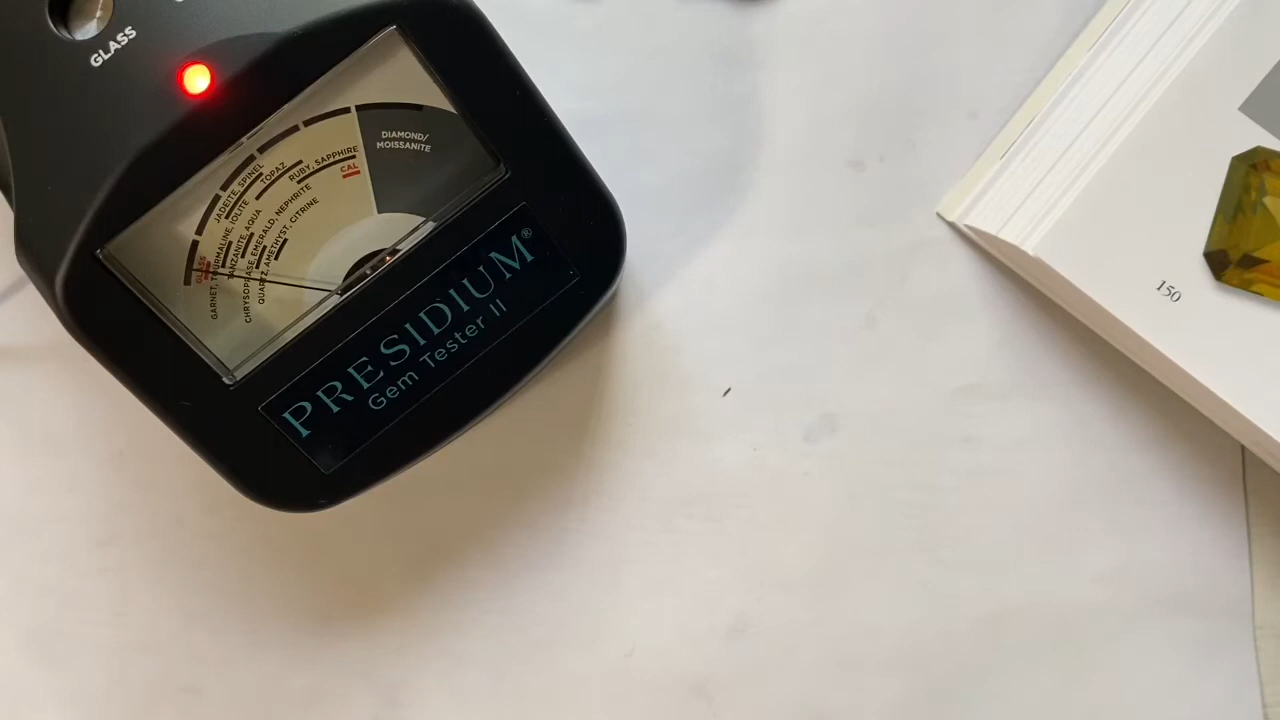 GLASS
DIAMOND/
MOISSANITE
RUBY, SAPPHIRE
CAL
TOPAZ
JADEITE, SPINEL
GARNET, TOURMALINE, IOLITE
TANZANITE, AQUA
CHRYSOPRASE, EMERALD, NEPHRITE
QUARTZ, AMETHYST, CITRINE
GLASS
PRESIDIUM®
Gem Tester II
150